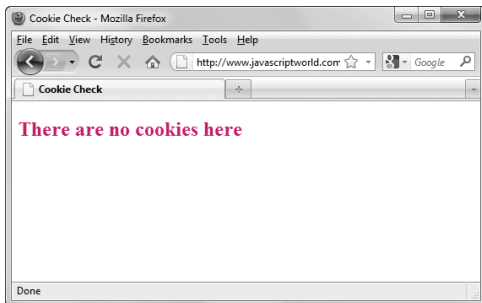 Cookie Check - Mozilla Firefox
File Edit View History Bookmarks Tools Help
http://www.javascriptworld.com Google
Cookie Check
There are no cookies here
Done